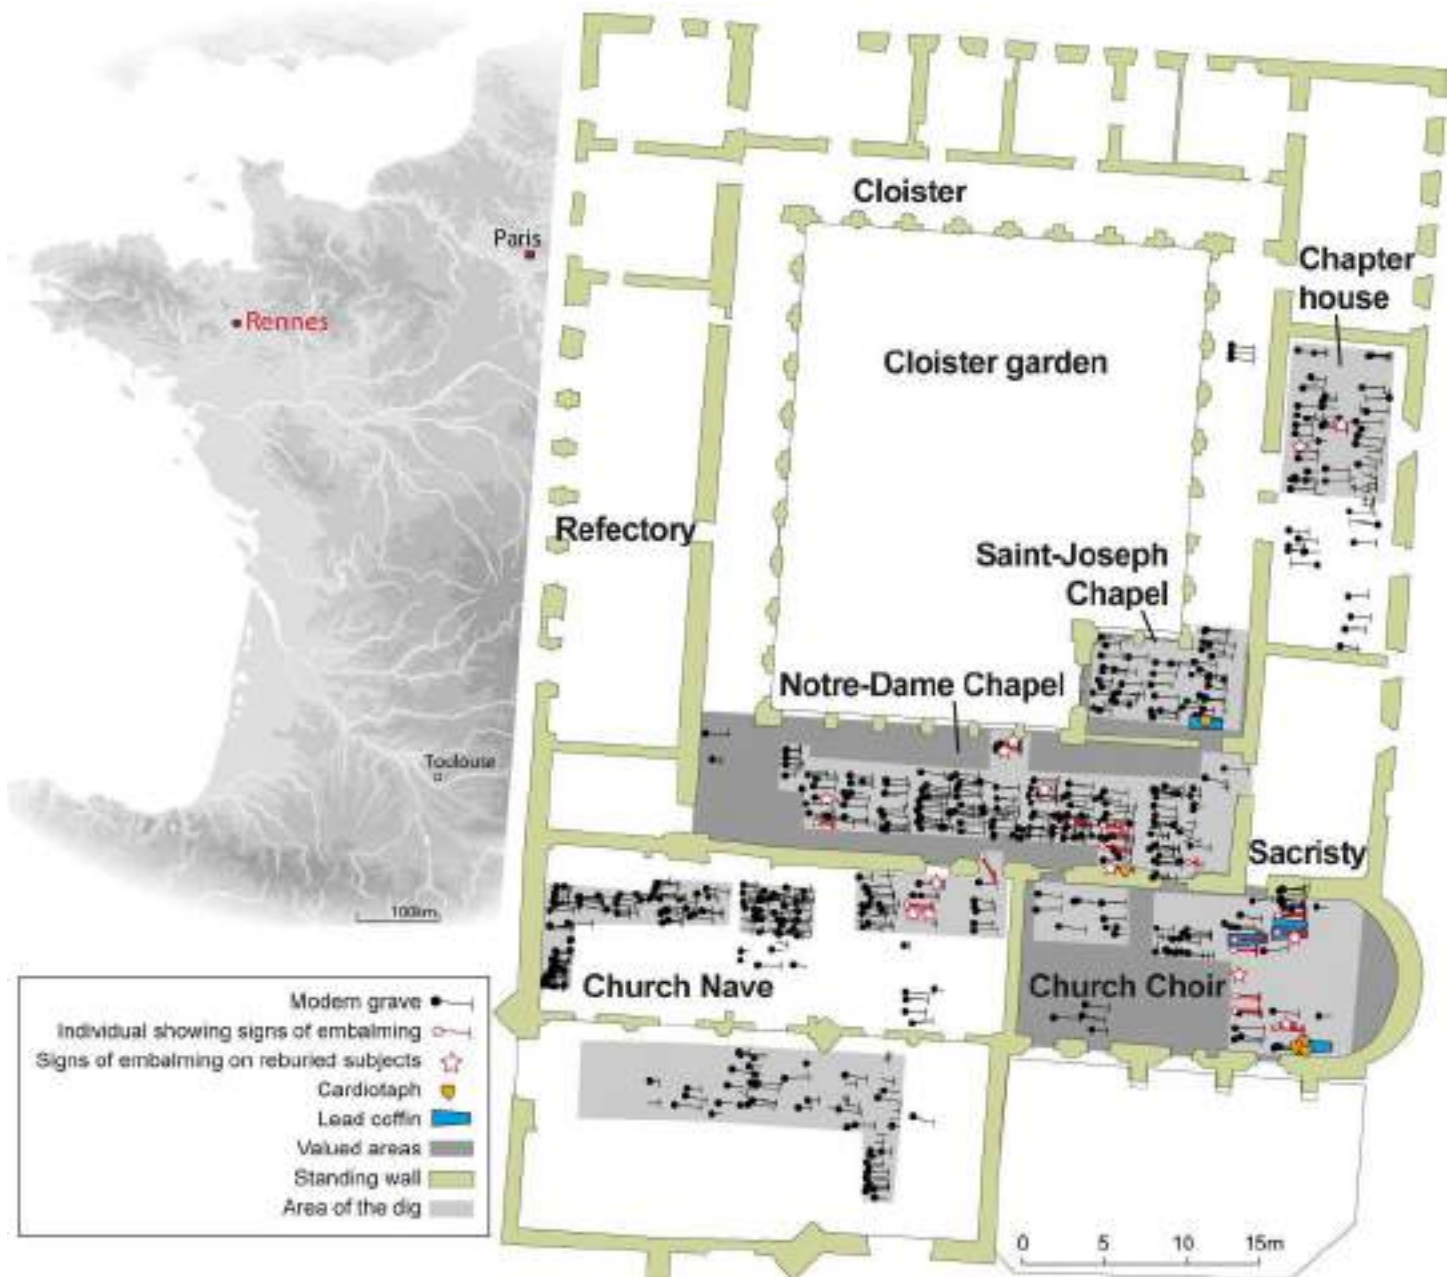 Cloister
Paris
Chapter
house
Rennes
Cloister garden
Refectory
Saint-Joseph
Chapel
Notre-Dame Chapel
Toulouse
Sacristy
100km
Church Nave
Church Choir
Modern grave
Individual showing signs of embalming
Signs of embalming on reburied subjects
Cardiotaph
Lead coffin
Valued areas
Standing wall
Area of the dig
0 5 10 15m